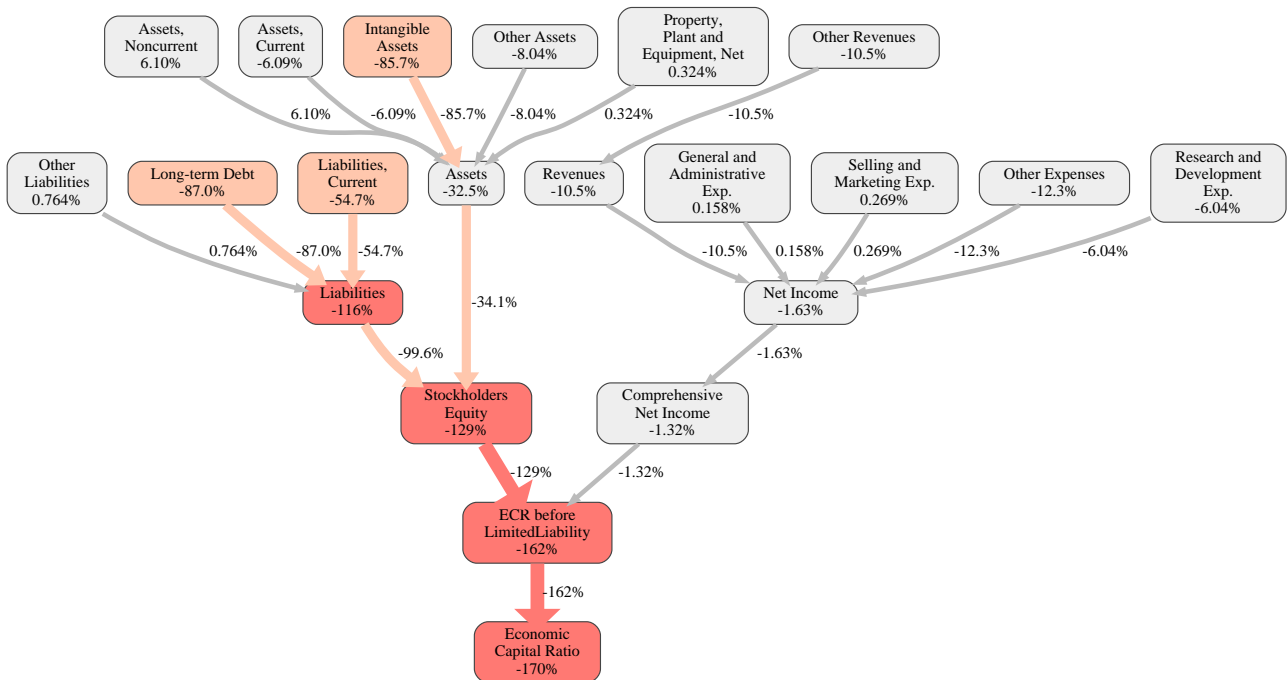 Assets,
Noncurrent
6.10%
Assets,
Current
-6.09%
Intangible
Assets
-85.7%
Other Assets
-8.04%
Property,
Plant and
Equipment, Net
0.324%
Other Revenues
-10.5%
6.10%
-6.09%
-85.7%
-8.04%
0.324%
-10.5%
Other
Liabilities
0.764%
Long-term Debt
-87.0%
Liabilities,
Current
-54.7%
Assets
-32.5%
Revenues
-10.5%
General and
Administrative
Exp.
0.158%
Selling and
Marketing Exp.
0.269%
Other Expenses
-12.3%
Research and
Development
Exp.
-6.04%
0.764%
-87.0%
-54.7%
-10.5%
0.158%
0.269%
-12.3%
-6.04%
Liabilities
-116%
-34.1%
Net Income
-1.63%
-99.6%
-1.63%
Stockholders
Equity
-129%
Comprehensive
Net Income
-1.32%
-129%
-1.32%
ECR before
LimitedLiability
-162%
-162%
Economic
Capital Ratio
-170%